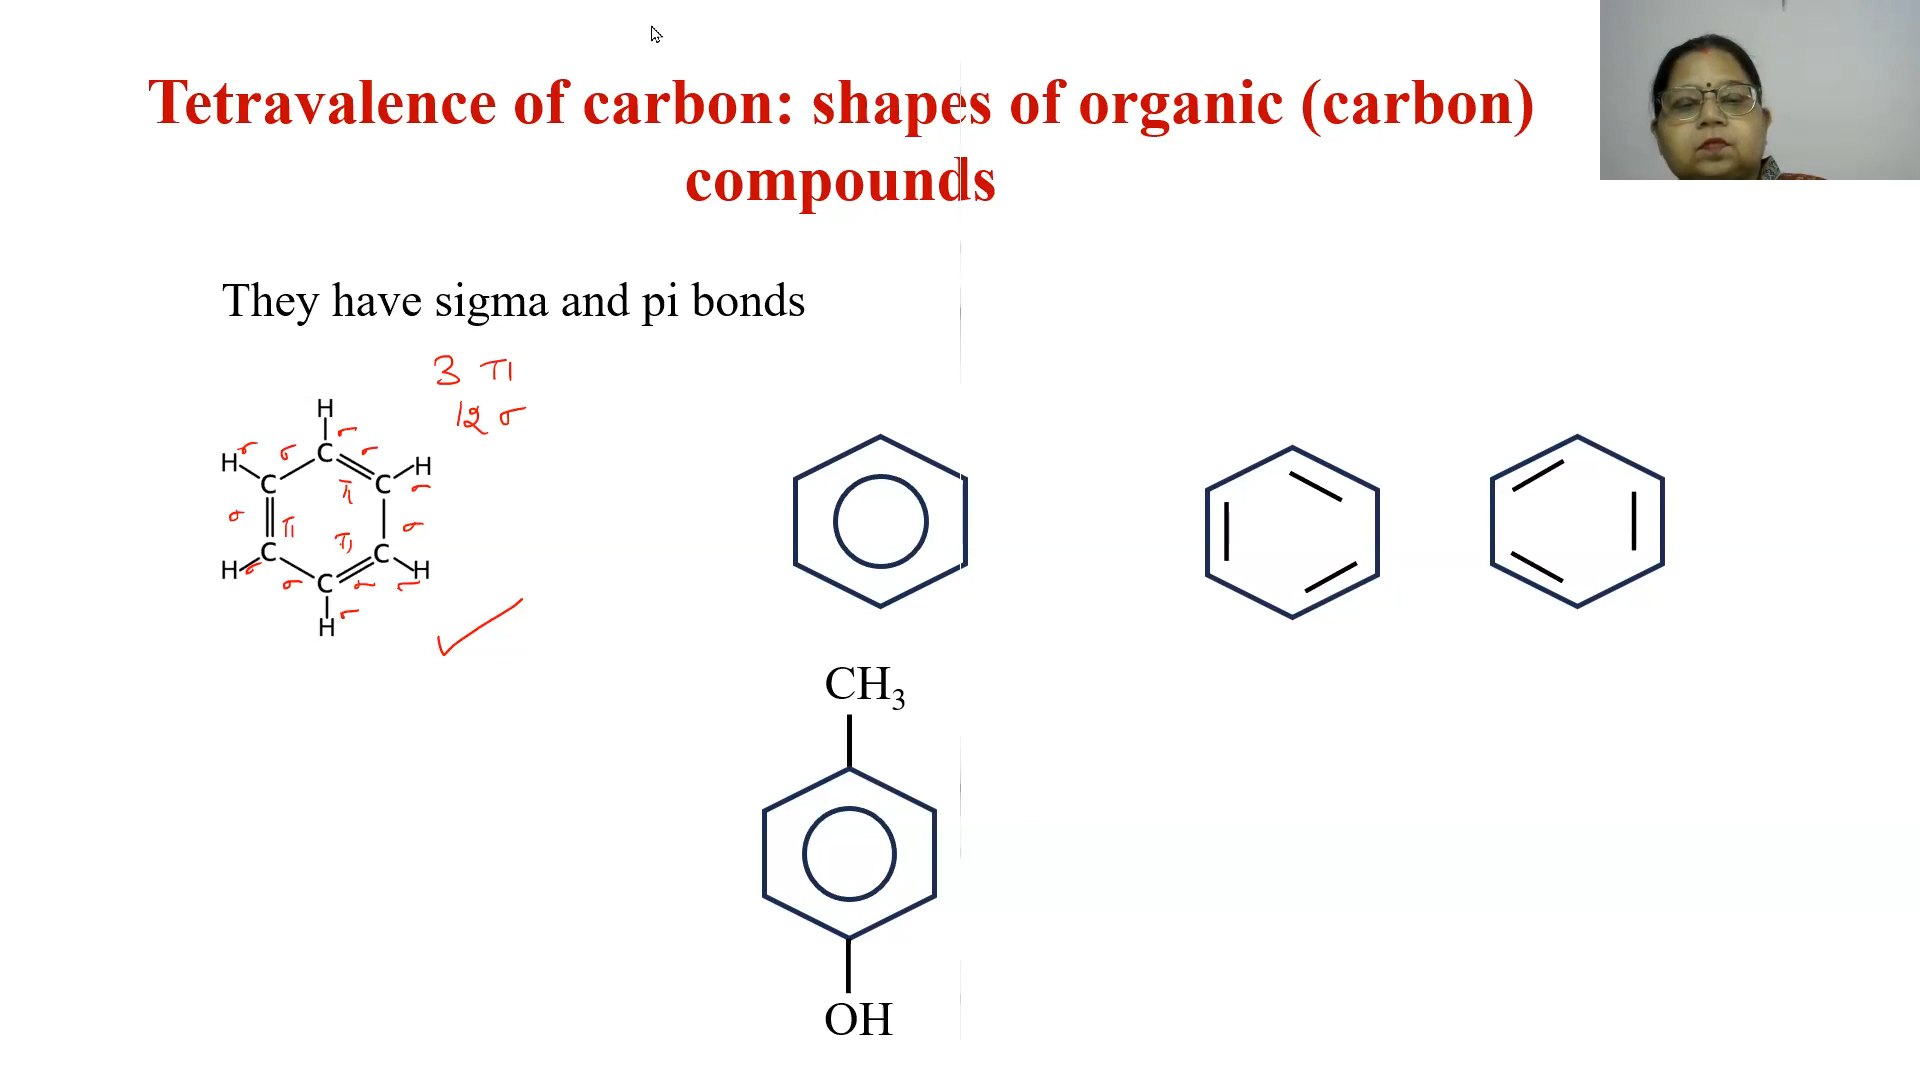 Tetravalence of carbon: shapes of organic (carbon)
compounds
They have sigma and pi bonds
3 π
12 σ
H
σ
H σ σ C σ H
C π C σ
σ π π σ
C C
H σ σ C σ σ H
H σ
CH₃
OH